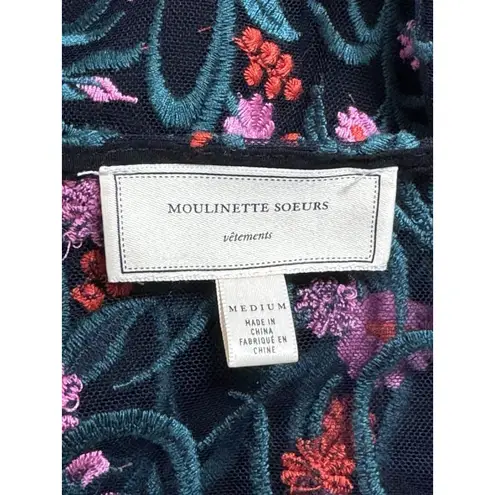 MOULINETTE SOEURS
vêtements
MEDIUM
MADE IN
CHINA
FABRIQUÉ EN
CHINE